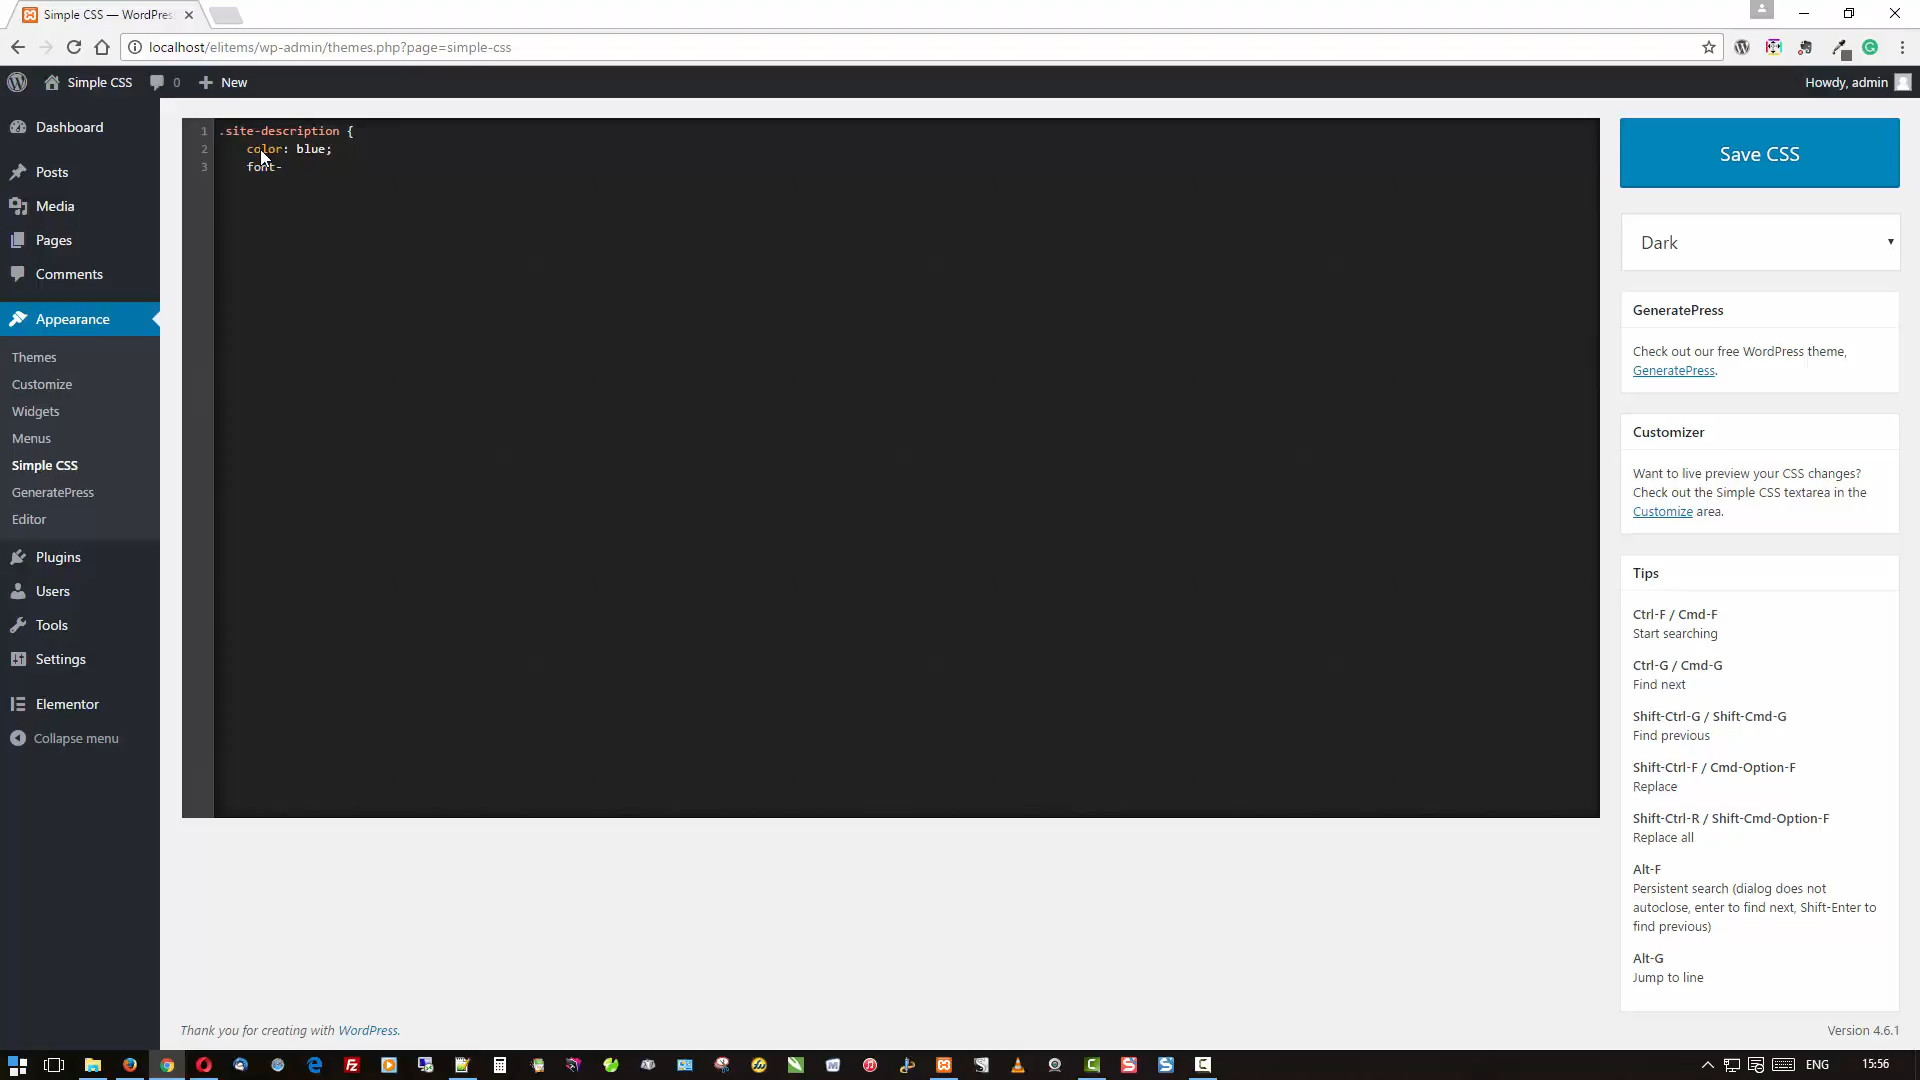 Simple CSS — WordPres
localhost/elitems/wp-admin/themes.php?page=simple-css
Simple CSS
0
New
Howdy, admin
Dashboard
Posts
Media
Pages
Comments
Appearance
Themes
Customize
Widgets
Menus
Simple CSS
GeneratePress
Editor
Plugins
Users
Tools
Settings
Elementor
Collapse menu
1 .site-description {
2 color: blue;
3 font-
Save CSS
Dark
GeneratePress
Check out our free WordPress theme,
GeneratePress.
Customizer
Want to live preview your CSS changes?
Check out the Simple CSS textarea in the
Customize area.
Tips
Ctrl-F / Cmd-F
Start searching
Ctrl-G / Cmd-G
Find next
Shift-Ctrl-G / Shift-Cmd-G
Find previous
Shift-Ctrl-F / Cmd-Option-F
Replace
Shift-Ctrl-R / Shift-Cmd-Option-F
Replace all
Alt-F
Persistent search (dialog does not
autoclose, enter to find next, Shift-Enter to
find previous)
Alt-G
Jump to line
Thank you for creating with WordPress.
Version 4.6.1
ENG
15:56